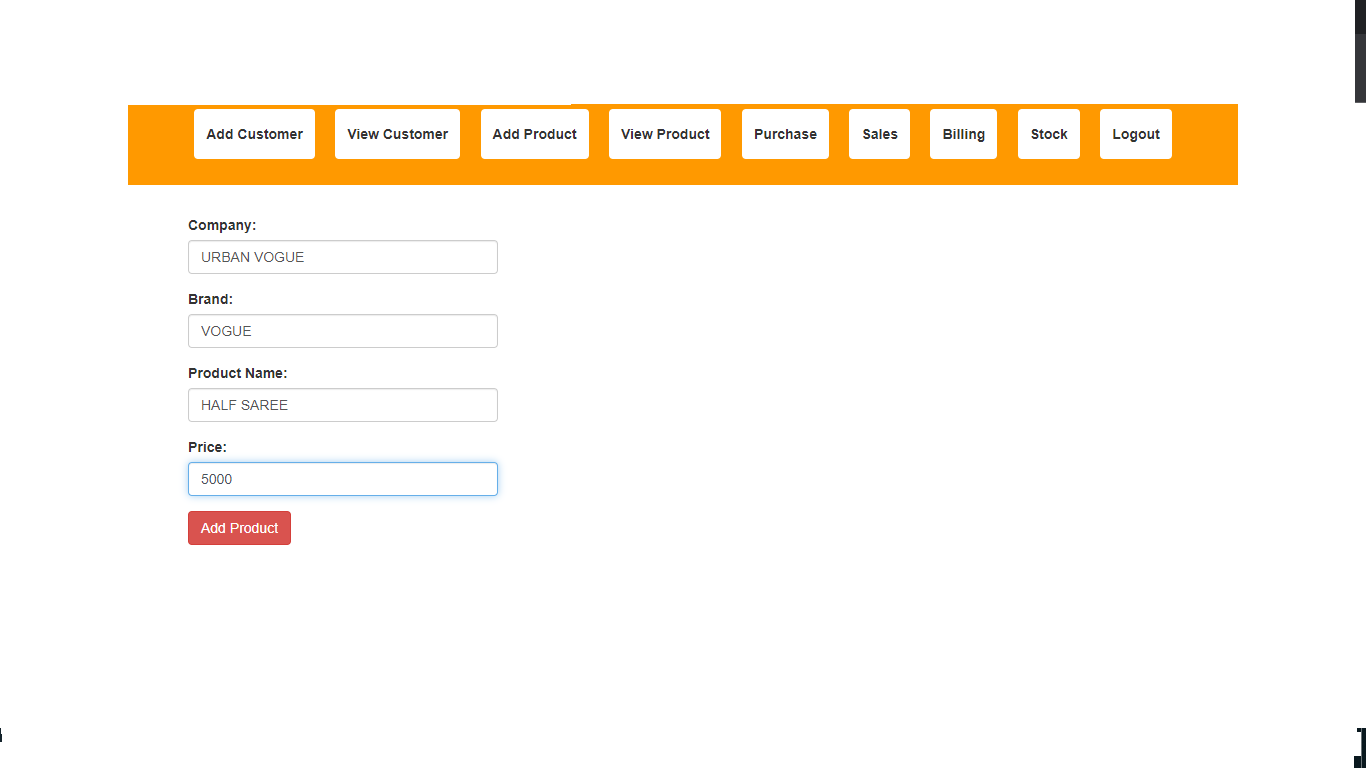 Add Customer View Customer Add Product View Product Purchase Sales Billing Stock Logout
Company:
URBAN VOGUE
Brand:
VOGUE
Product Name:
HALF SAREE
Price:
5000
Add Product